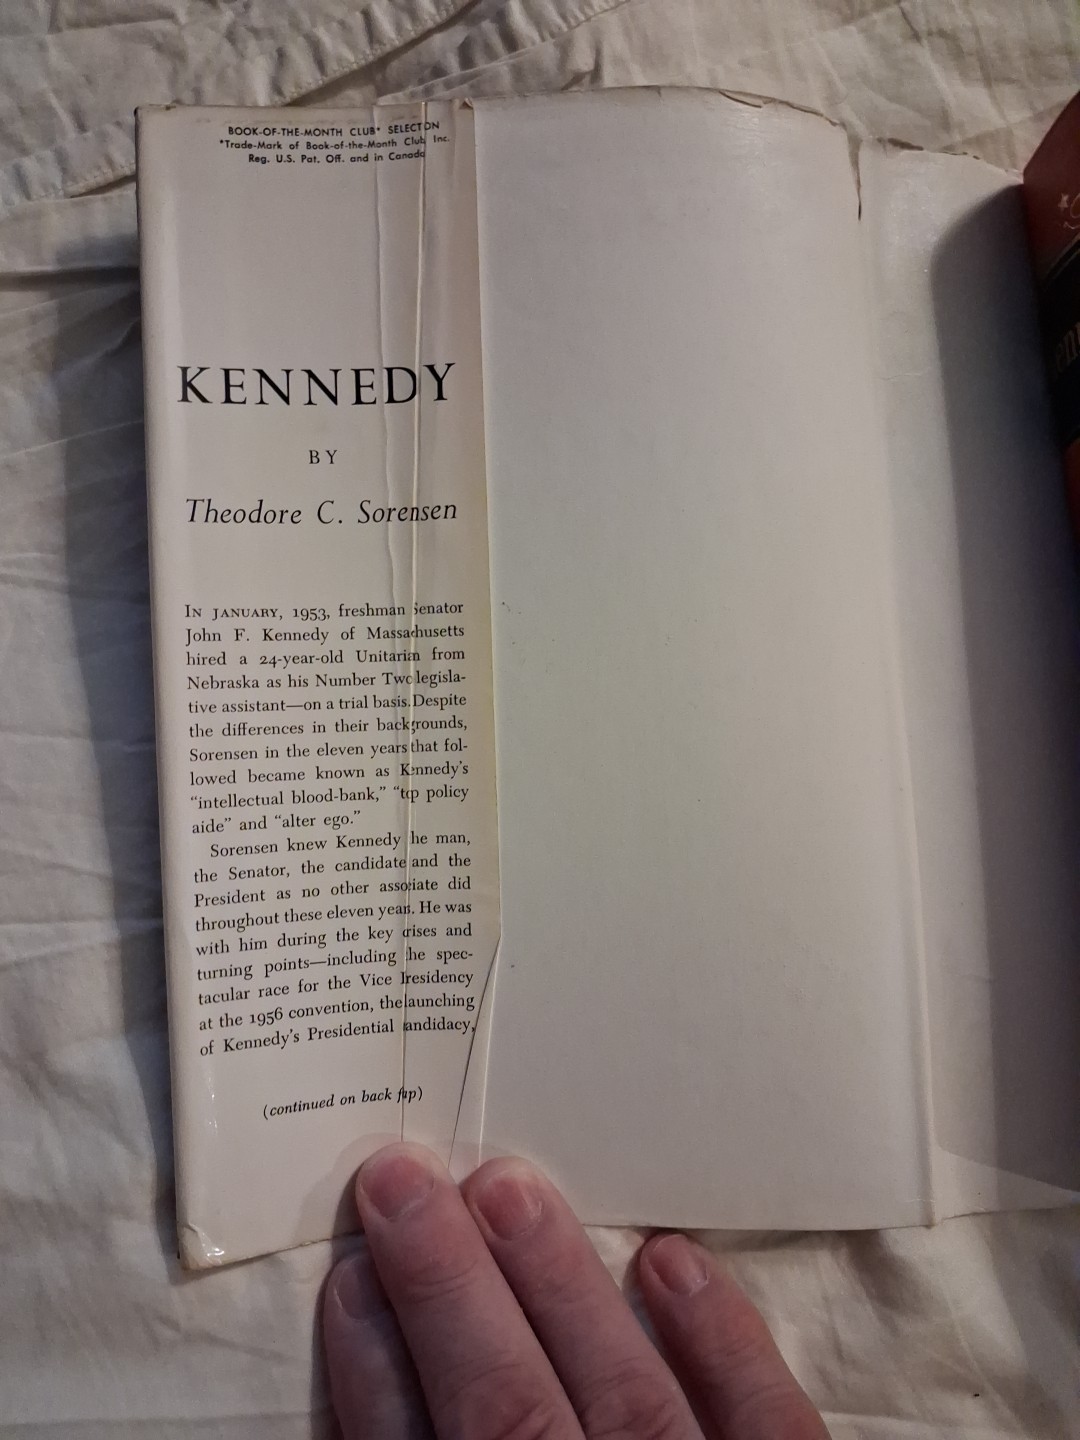 BOOK-OF-THE-MONTH CLUB* SELECTON
*Trade-Mark of Book-of-the-Month Club Inc.
Reg. U.S. Pat. Off. and in Canada
KENNEDY
BY
Theodore C. Sorensen
IN JANUARY, 1953, freshman Senator
John F. Kennedy of Massachusetts
hired a 24-year-old Unitarian from
Nebraska as his Number Two legisla-
tive assistant—on a trial basis. Despite
the differences in their backgrounds,
Sorensen in the eleven years that fol-
lowed became known as Kennedy's
"intellectual blood-bank," "top policy
aide" and "alter ego."
Sorensen knew Kennedy he man,
the Senator, the candidate and the
President as no other associate did
throughout these eleven years. He was
with him during the key crises and
turning points—including the spec-
tacular race for the Vice Presidency
at the 1956 convention, the launching
of Kennedy's Presidential candidacy,
(continued on back flap)